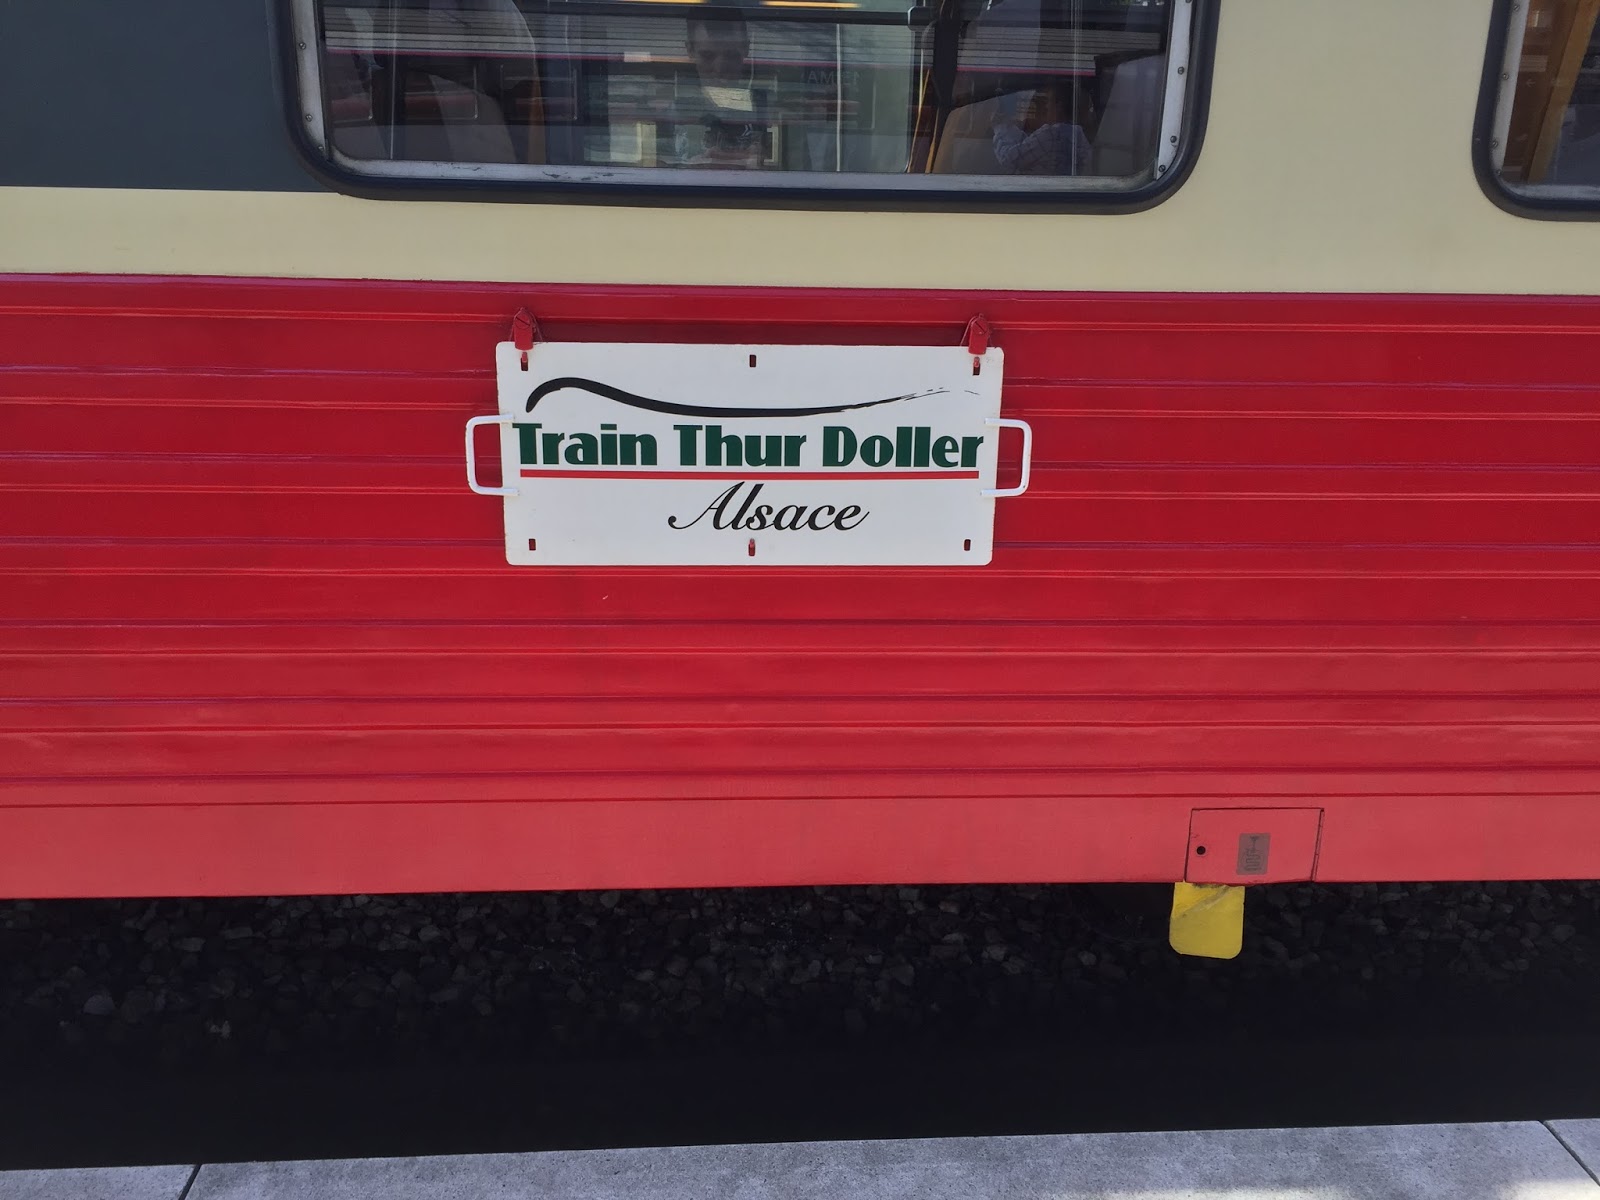 Train Thur Doller
Alsace